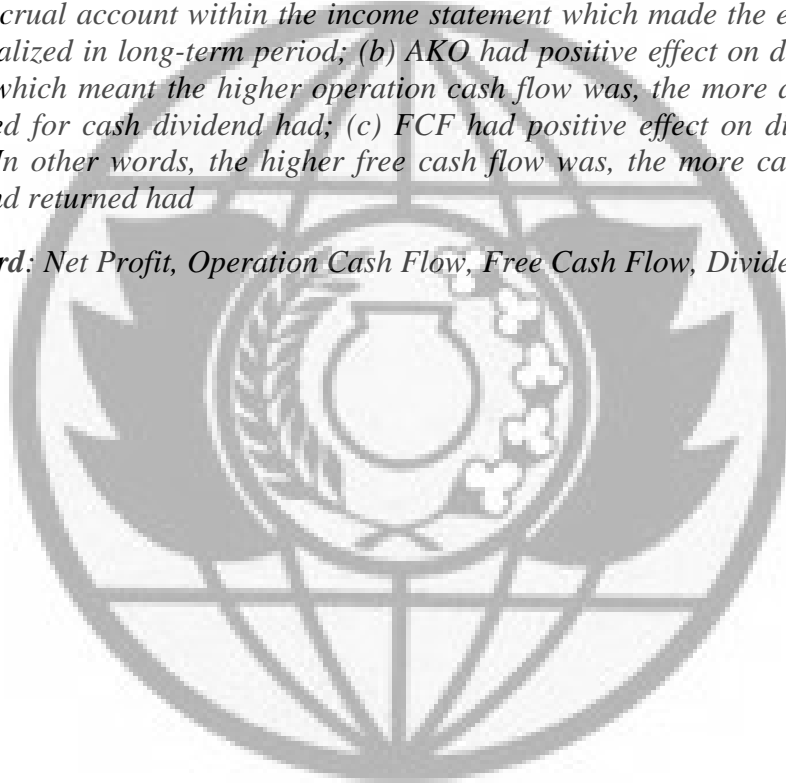 crual account within the income statement which made the e
alized in long-term period; (b) AKO had positive effect on d
which meant the higher operation cash flow was, the more a
ed for cash dividend had; (c) FCF had positive effect on di
In other words, the higher free cash flow was, the more ca
nd returned had
rd: Net Profit, Operation Cash Flow, Free Cash Flow, Divide